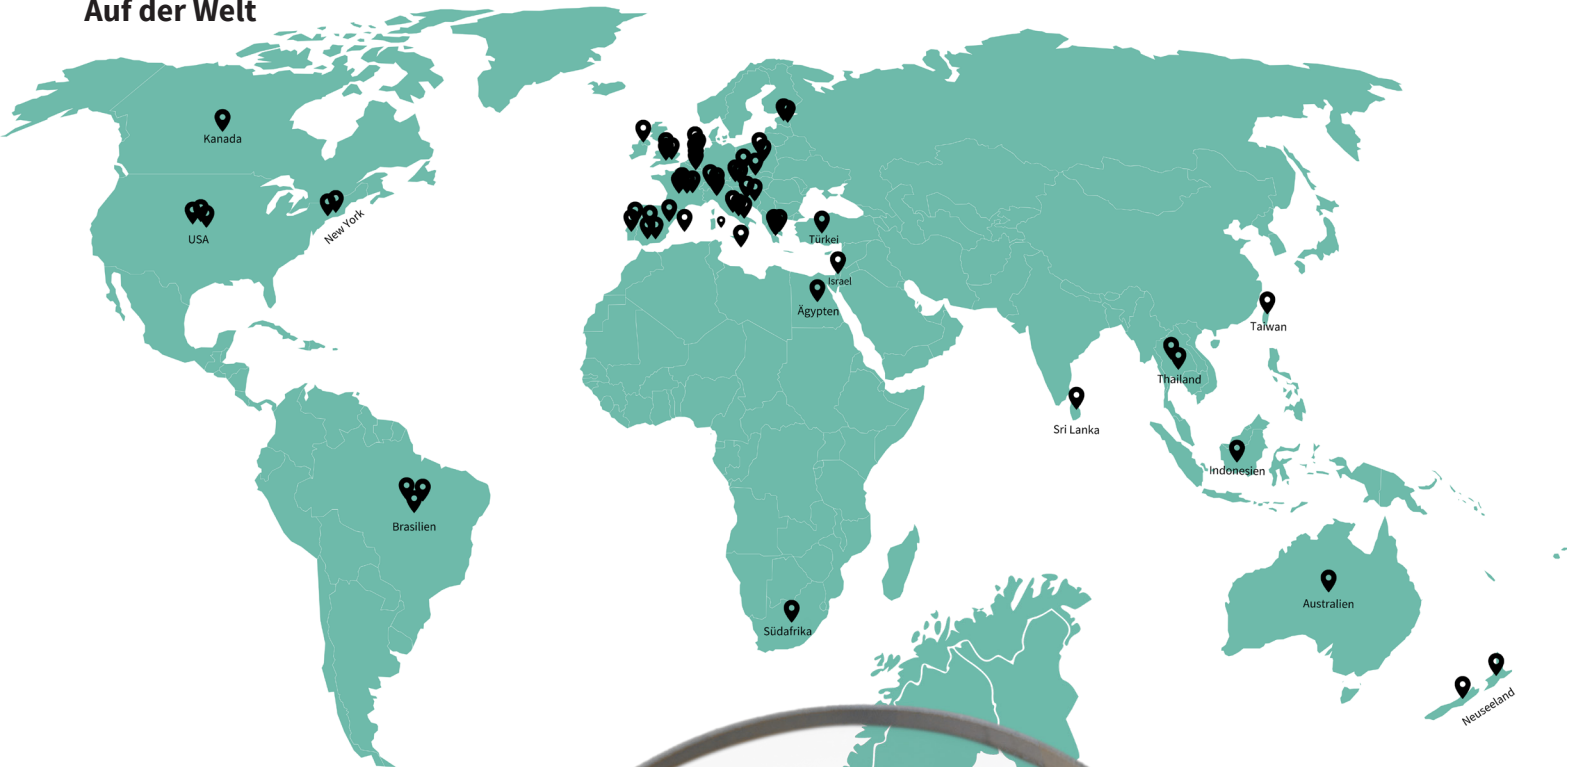 Auf der Welt
Kanada
USA
New York
Türkei
Israel
Ägypten
Taiwan
Thailand
Sri Lanka
Indonesien
Brasilien
Südafrika
Australien
Neuseeland